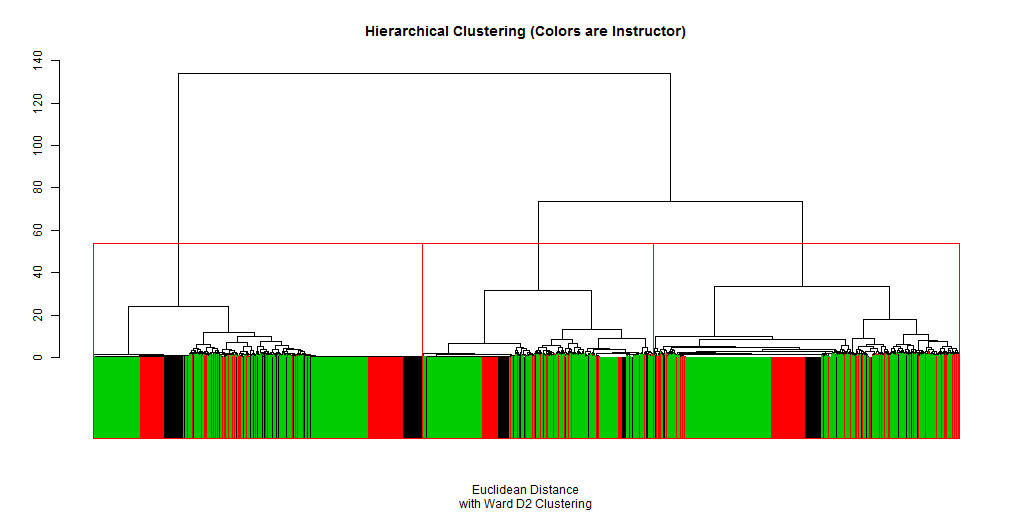 Hierarchical Clustering (Colors are Instructor)
140
120
100
80
60
40
20
0
Euclidean Distance
with Ward D2 Clustering